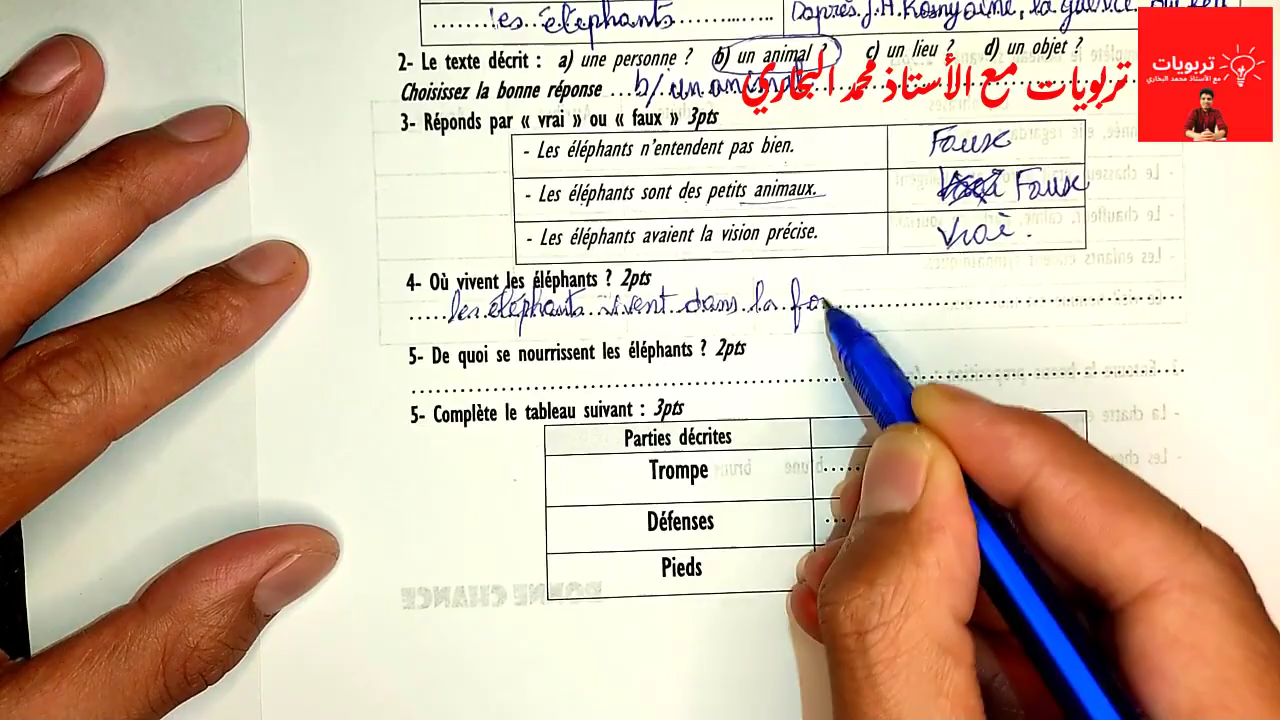 les éléphants
D'après J.H. Rosny aîné, la guerre
2- Le texte décrit : a) une personne ? b) un animal ? c) un lieu ? d) un objet ?
Choisissez la bonne réponse ... b/ un animal
تربويات مع الأستاذ محمد البخاري
تربويات
مع الأستاذ محمد البخاري
3- Réponds par « vrai » ou « faux » 3pts
- Les éléphants n'entendent pas bien. Faux
- Les éléphants sont des petits animaux. Faux
- Les éléphants avaient la vision précise. Vrai.
4- Où vivent les éléphants ? 2pts
les éléphants vivent dans la fo
5- De quoi se nourrissent les éléphants ? 2pts
5- Complète le tableau suivant : 3pts
Parties décrites
Trompe
Défenses
Pieds
BONNE CHANCE